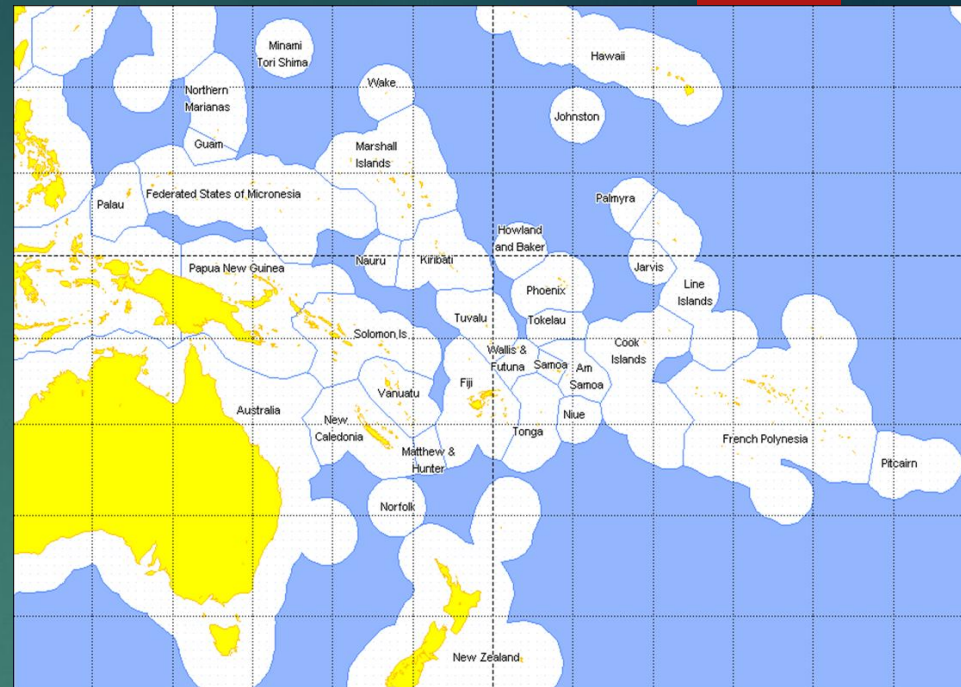 Minami
Tori Shima
Hawaii
Wake
Northern
Marianas
Johnston
Guam
Marshall
Islands
Federated States of Micronesia
Palau
Palmyra
Howland
and Baker
Nauru
Kiribati
Papua New Guinea
Jarvis
Phoenix
Line
Islands
Tuvalu
Tokelau
Solomon Is
Cook
Islands
Wallis &
Futuna
Samoa
Am
Samoa
Fiji
Vanuatu
Australia
New
Caledonia
Niue
Tonga
French Polynesia
Matthew &
Hunter
Pitcairn
Norfolk
New Zealand